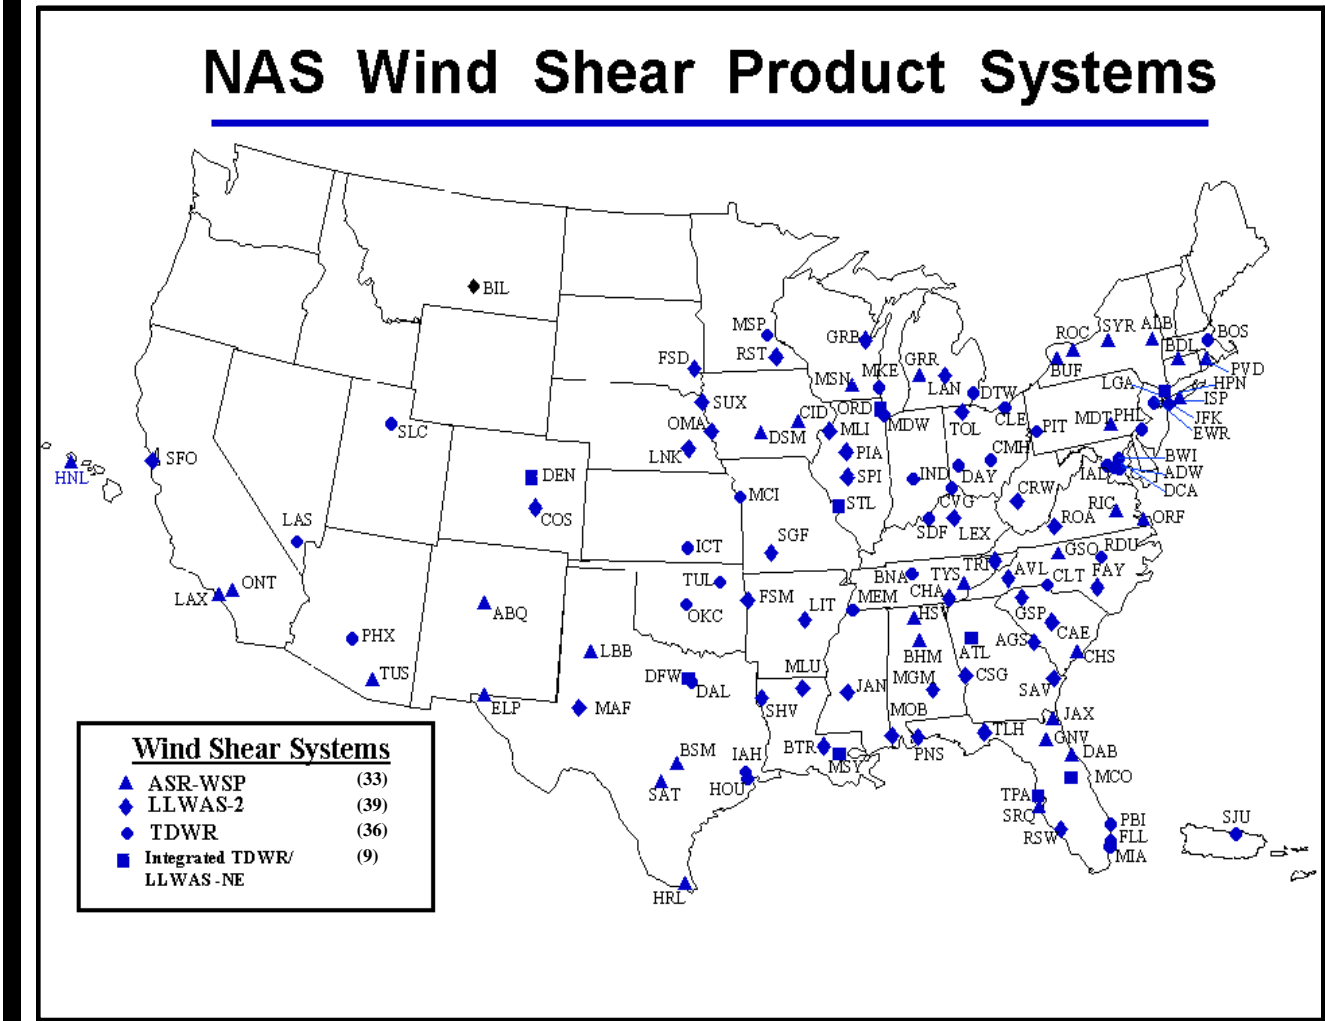 NAS Wind Shear Product Systems
BIL
MSP
RST
GRB
ROC
SYR
ALB
BOS
BUF
BDL
PVD
FSD
MSN
MKE
GRR
LAN
DTW
LGA
HPN
ISP
SUX
CID
ORD
MDW
TOL
CLE
PIT
MDT
PHL
JFK
EWR
SLC
OMA
DSM
MLI
CMH
SFO
LNK
PIA
BWI
HNL
DEN
SPI
IND
DAY
IAD
ADW
DCA
COS
MCI
STL
CVG
CRW
RIC
LAS
SDF
LEX
ROA
ORF
ICT
SGF
GSO
RDU
ONT
LAX
TUL
BNA
TYS
TRI
AVL
CLT
FAY
ABQ
OKC
FSM
LIT
MEM
CHA
HSV
GSP
PHX
CAE
LBB
BHM
ATL
AGS
CHS
TUS
DFW
DAL
MLU
JAN
MGM
CSG
SAV
ELP
MAF
SHV
MOB
JAX
Wind Shear Systems
BTR
MSY
PNS
TLH
GNV
BSM
IAH
DAB
ASR-WSP (33)
SAT
HOU
MCO
LLWAS-2 (39)
TPA
SRQ
TDWR (36)
RSW
PBI
SJU
FLL
Integrated TDWR/ (9)
MIA
LLWAS-NE
HRL